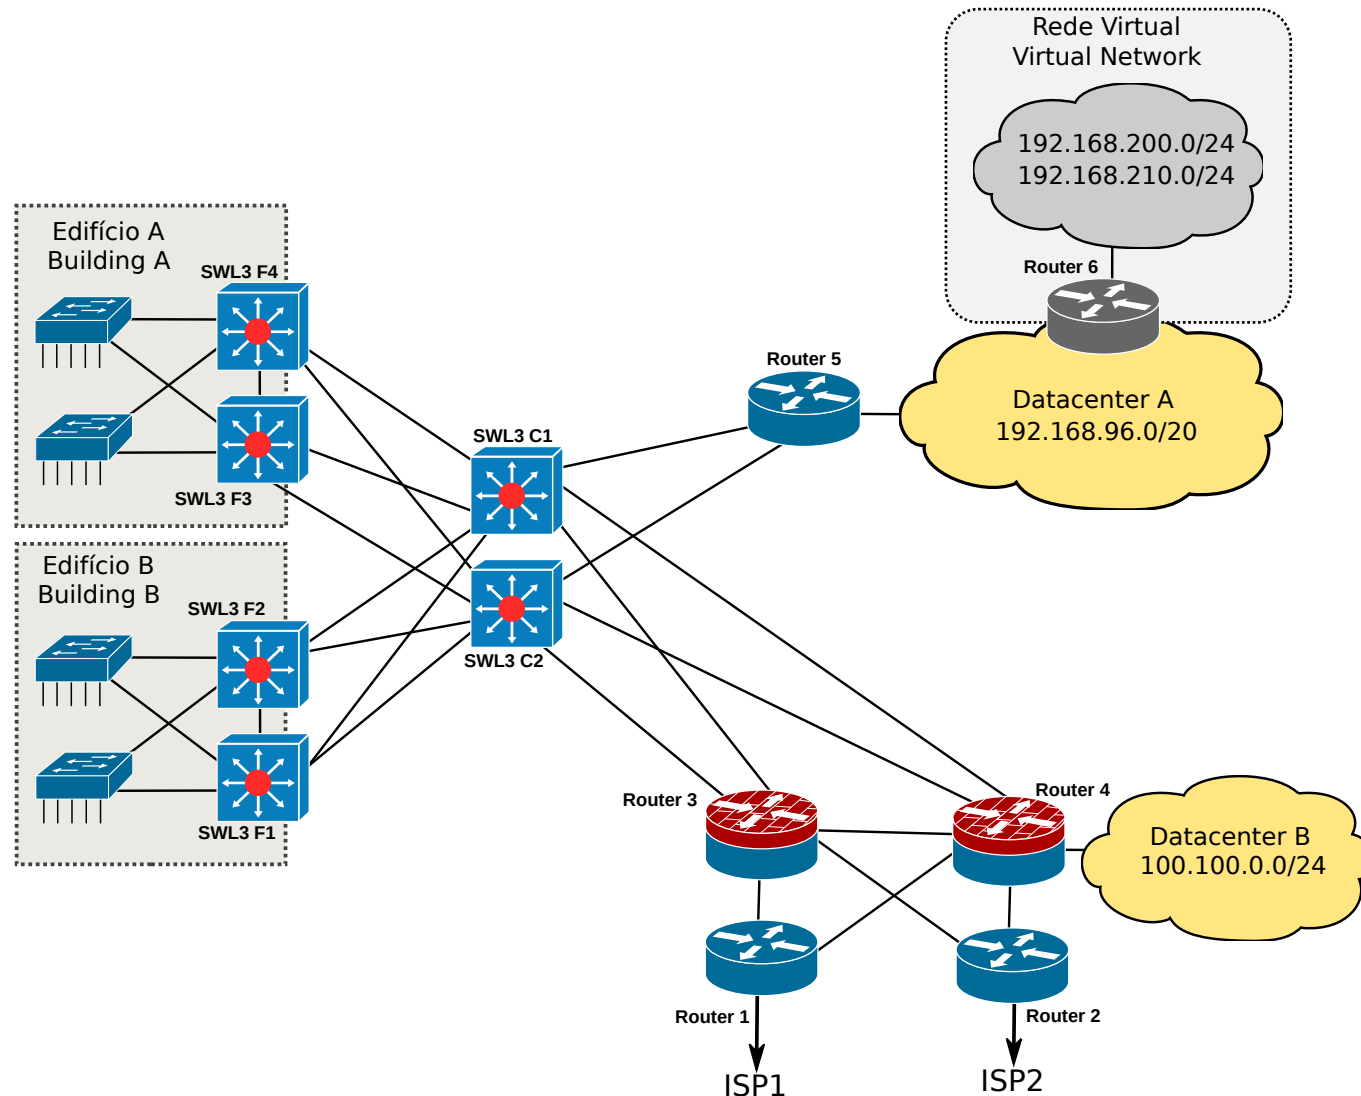 Rede Virtual
Virtual Network
192.168.200.0/24
192.168.210.0/24
Router 6
Edifício A
Building A
SWL3 F4
SWL3 F3
Router 5
Datacenter A
192.168.96.0/20
SWL3 C1
SWL3 C2
Edifício B
Building B
SWL3 F2
SWL3 F1
Router 3
Router 4
Datacenter B
100.100.0.0/24
Router 1
Router 2
ISP1
ISP2